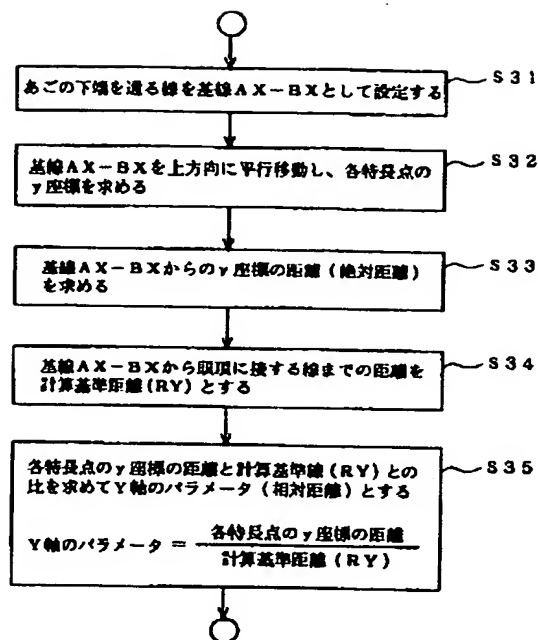 あごの下端を通る線を基線AX-BXとして設定する
S31
基線AX-BXを上方向に平行移動し、各特長点の
y座標を求める
S32
基線AX-BXからのy座標の距離(絶対距離)
を求める
S33
基線AX-BXから頭頂に接する線までの距離を
計算基準距離(RY)とする
S34
各特長点のy座標の距離と計算基準線(RY)との
比を求めてY軸のパラメータ(相対距離)とする
S35
Y軸のパラメータ = 各特長点のy座標の距離
計算基準距離(RY)